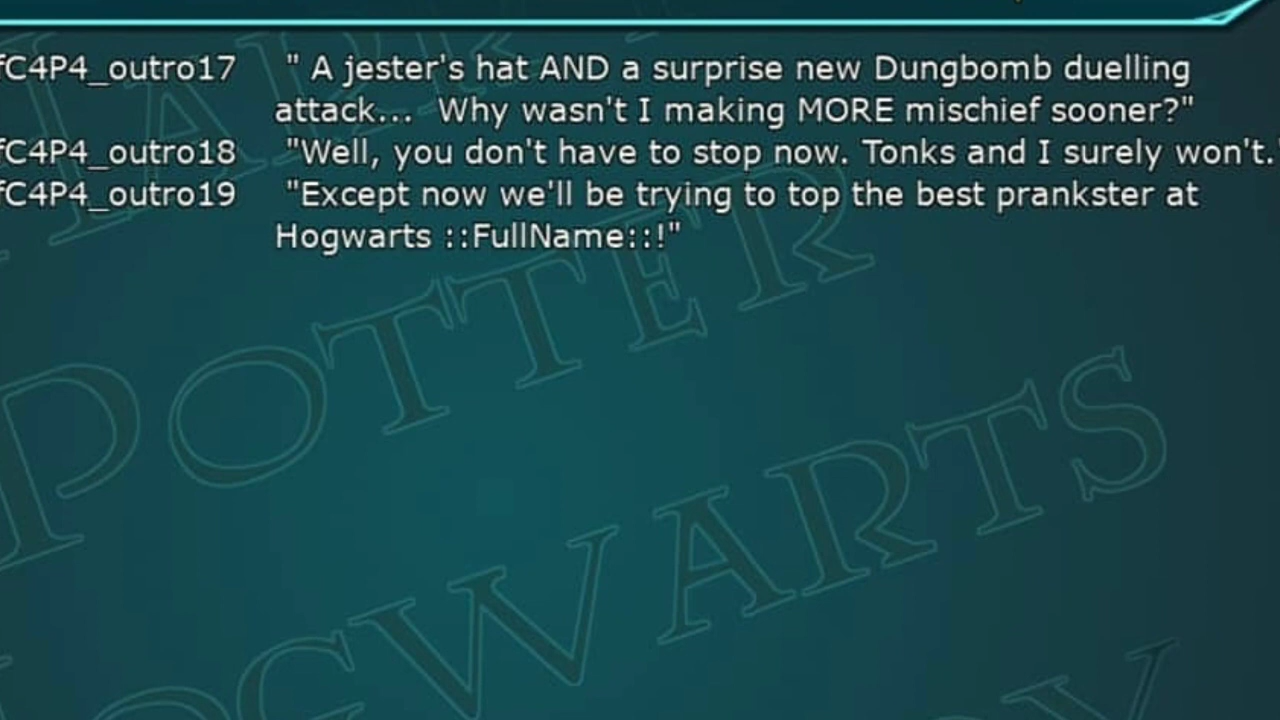 fC4P4_outro17 " A jester's hat AND a surprise new Dungbomb duelling
attack... Why wasn't I making MORE mischief sooner?"
fC4P4_outro18 "Well, you don't have to stop now. Tonks and I surely won't."
fC4P4_outro19 "Except now we'll be trying to top the best prankster at
Hogwarts ::FullName::!"
POTTER
HOGWARTS